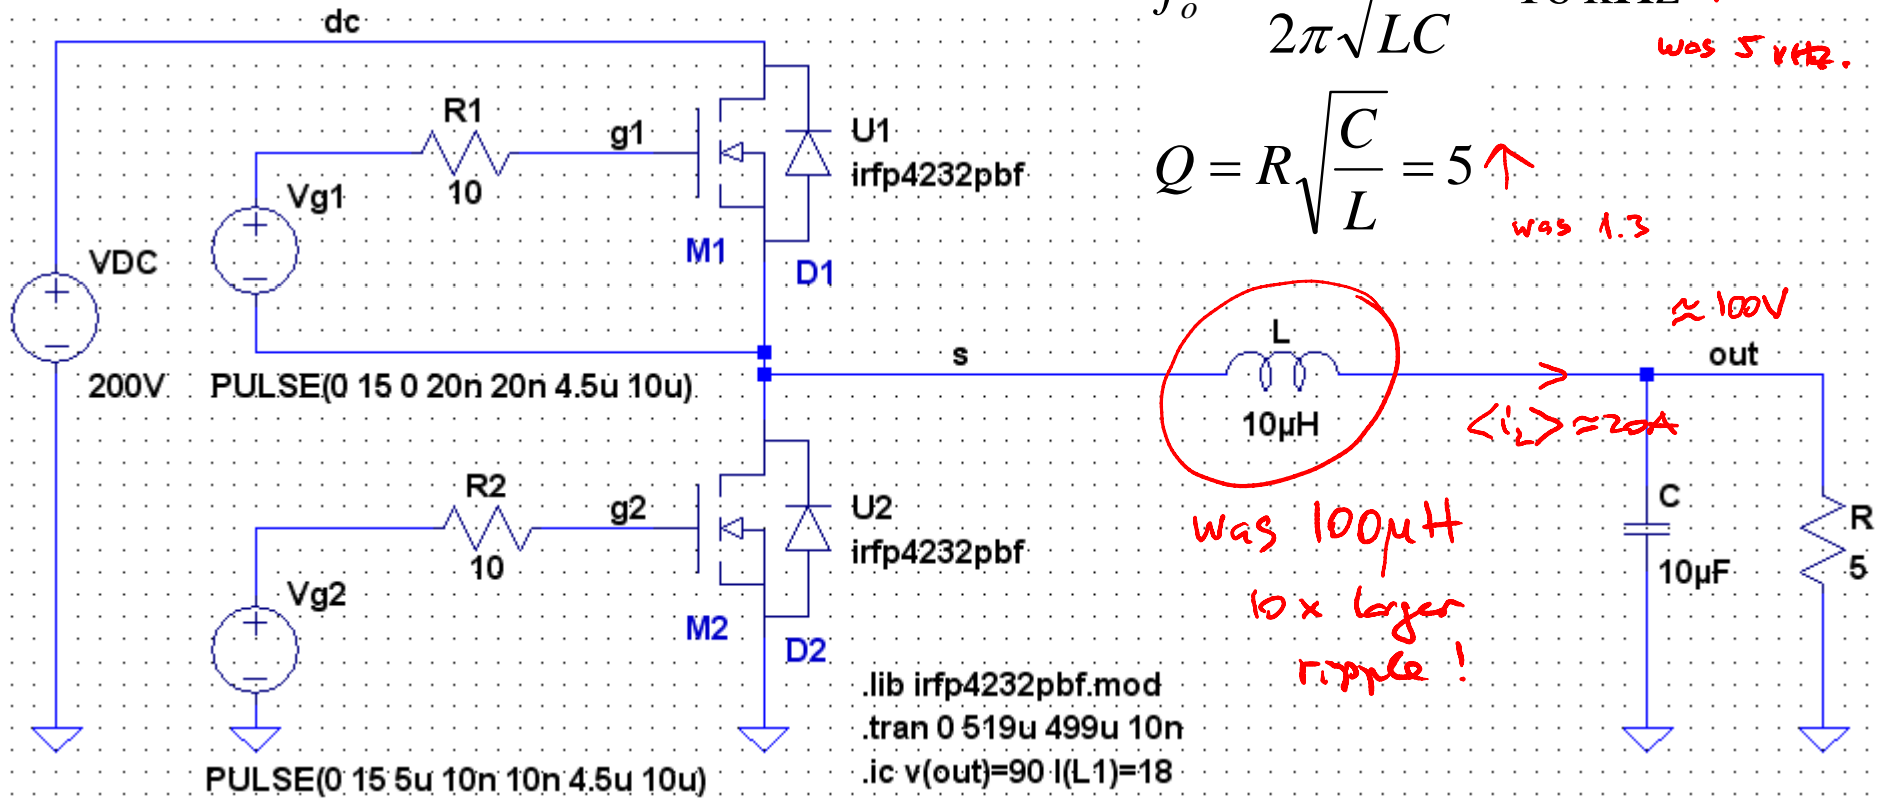 dc
2π√LC
was 5 kHz.
R1
g1
U1
irfp4232pbf
10
Vg1
Q = R√(C/L) = 5 ↑
was 1.3
M1
D1
VDC
≈ 100V
L
s
out
200V
PULSE(0 15 0 20n 20n 4.5u 10u)
10µH
<iL> ≈ 20A
R2
g2
U2
irfp4232pbf
C
R
was 100µH
10
10µF
5
Vg2
10x larger
M2
D2
ripple !
.lib irfp4232pbf.mod
.tran 0 519u 499u 10n
.ic v(out)=90 I(L1)=18
PULSE(0 15 5u 10n 10n 4.5u 10u)